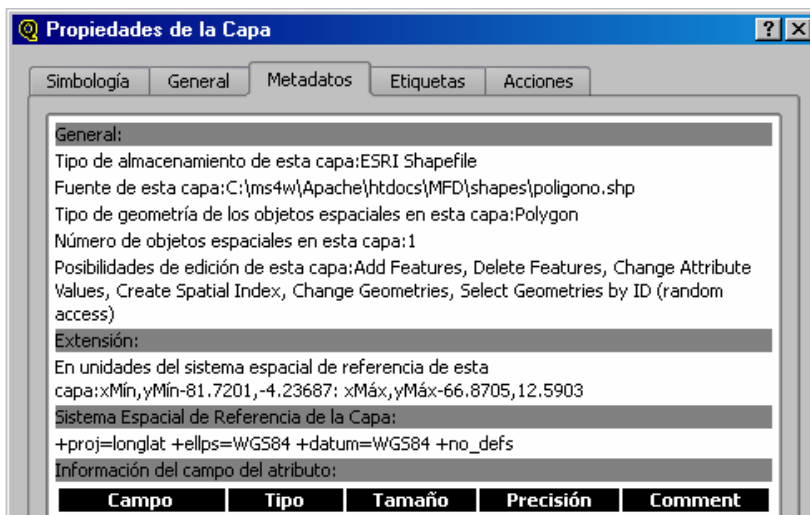 Propiedades de la Capa
Simbología General Metadatos Etiquetas Acciones
General:
Tipo de almacenamiento de esta capa:ESRI Shapefile
Fuente de esta capa:C:\ms4w\Apache\htdocs\MFD\shapes\poligono.shp
Tipo de geometría de los objetos espaciales en esta capa:Polygon
Número de objetos espaciales en esta capa:1
Posibilidades de edición de esta capa:Add Features, Delete Features, Change Attribute
Values, Create Spatial Index, Change Geometries, Select Geometries by ID (random
access)
Extensión:
En unidades del sistema espacial de referencia de esta
capa:xMín,yMín-81.7201,-4.23687: xMáx,yMáx-66.8705,12.5903
Sistema Espacial de Referencia de la Capa:
+proj=longlat +ellps=WGS84 +datum=WGS84 +no_defs
Información del campo del atributo:
Campo Tipo Tamaño Precisión Comment